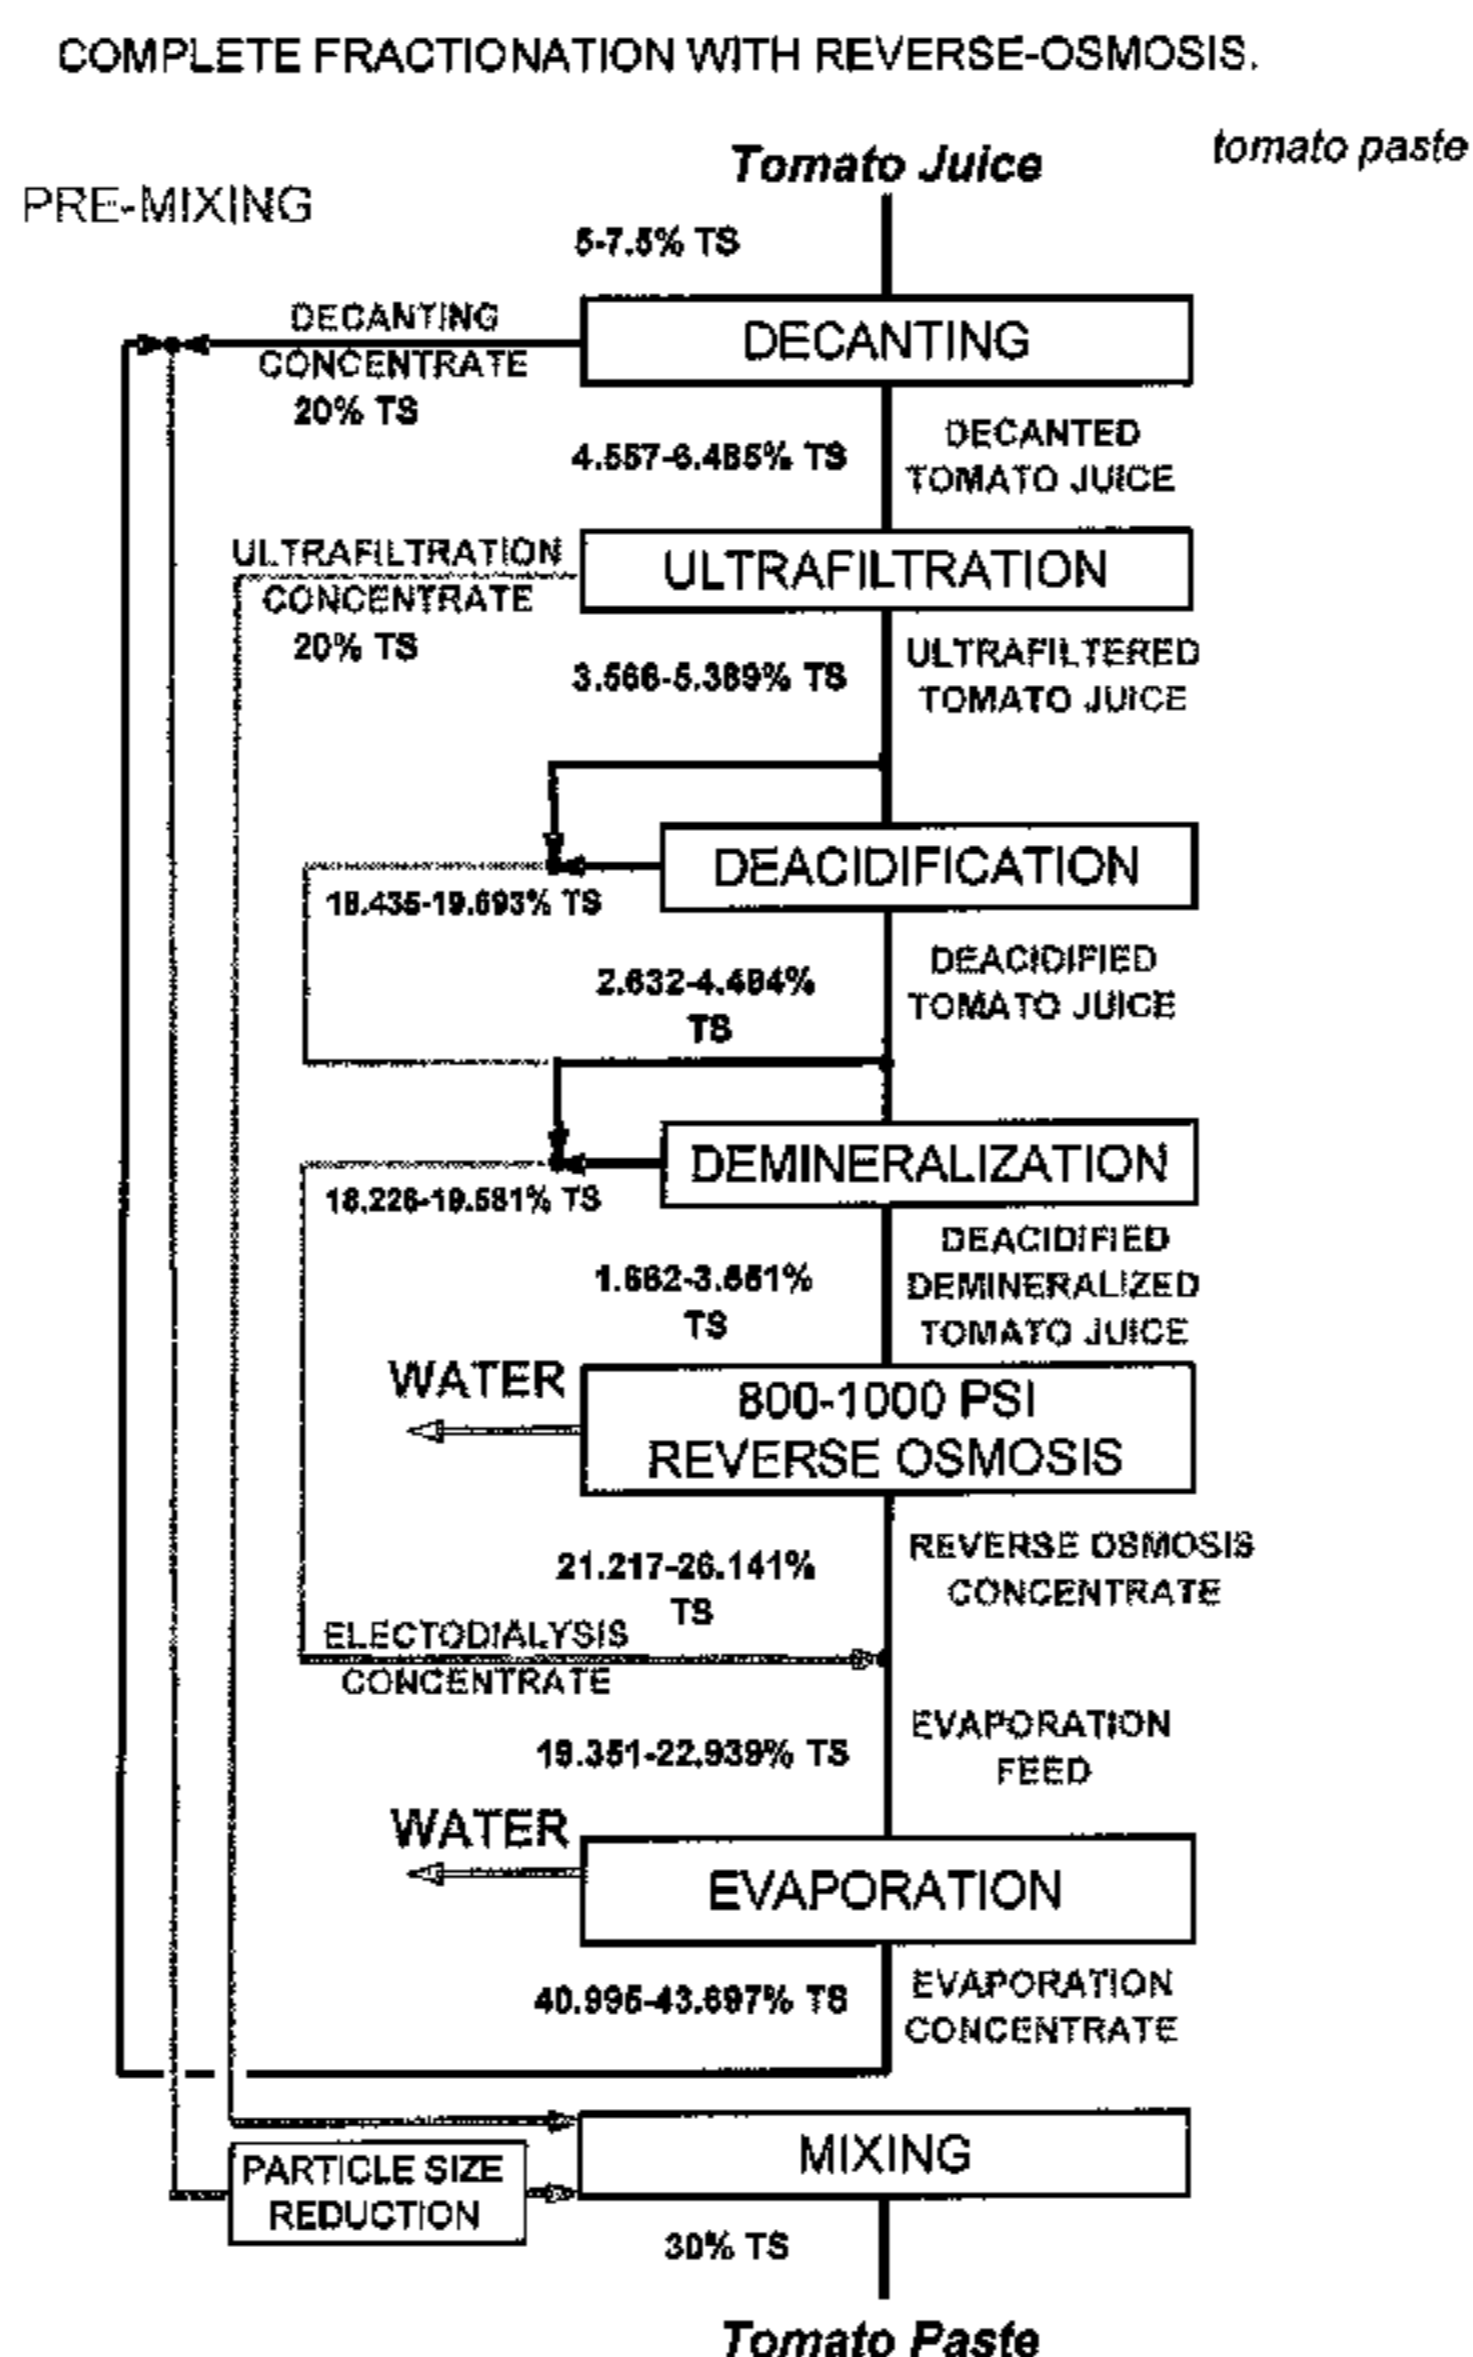 COMPLETE FRACTIONATION WITH REVERSE-OSMOSIS.
tomato paste
Tomato Juice
PRE-MIXING
5-7.5% TS
DECANTING
DECANTING
CONCENTRATE
20% TS
4.557-6.485% TS
DECANTED
TOMATO JUICE
ULTRAFILTRATION
ULTRAFILTRATION
CONCENTRATE
20% TS
3.566-5.389% TS
ULTRAFILTERED
TOMATO JUICE
DEACIDIFICATION
18.435-19.693% TS
2.632-4.494%
TS
DEACIDIFIED
TOMATO JUICE
DEMINERALIZATION
18.226-19.581% TS
1.662-3.551%
TS
DEACIDIFIED
DEMINERALIZED
TOMATO JUICE
WATER
800-1000 PSI
REVERSE OSMOSIS
21.217-26.141%
TS
REVERSE OSMOSIS
CONCENTRATE
ELECTODIALYSIS
CONCENTRATE
19.351-22.939% TS
EVAPORATION
FEED
WATER
EVAPORATION
40.995-43.697% TS
EVAPORATION
CONCENTRATE
MIXING
PARTICLE SIZE
REDUCTION
30% TS
Tomato Paste